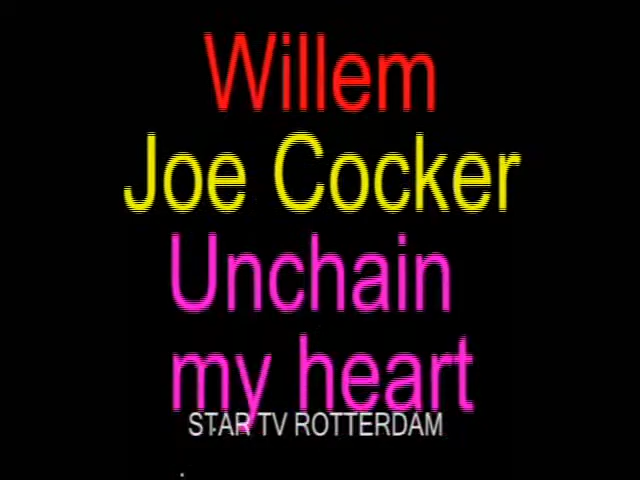 Willem
Joe Cocker
Unchain
my heart
STAR TV ROTTERDAM